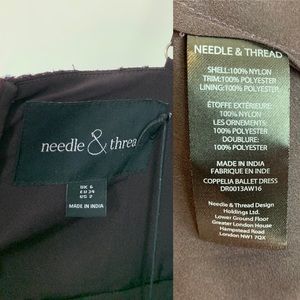 needle & threa
UK 6
EU 34
US 2
MADE IN INDIA
NEEDLE & THREAD
SHELL:100% NYLON
TRIM:100% POLYESTER
LINING:100% POLYESTER
ÉTOFFE EXTÉRIEURE:
100% NYLON
LES ORNEMENTS:
100% POLYESTER
DOUBLURE:
100% POLYESTER
MADE IN INDIA
FABRIQUE EN INDE
COPPELIA BALLET DRESS
DR0013AW16
Needle & Thread Design
Holdings Ltd.
Lower Ground Floor
Greater London House
Hampstead Road
London NW1 7QX